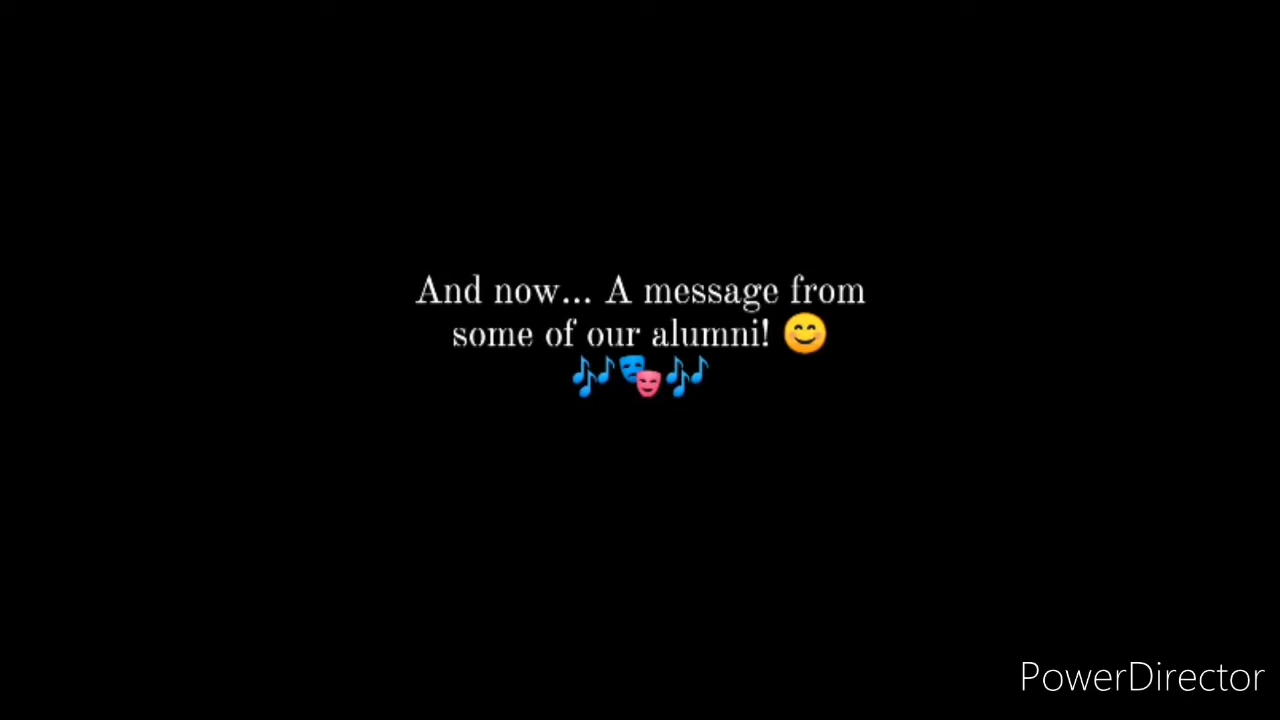 And now... A message from
some of our alumni! 😊
🎶🎭🎶
PowerDirector